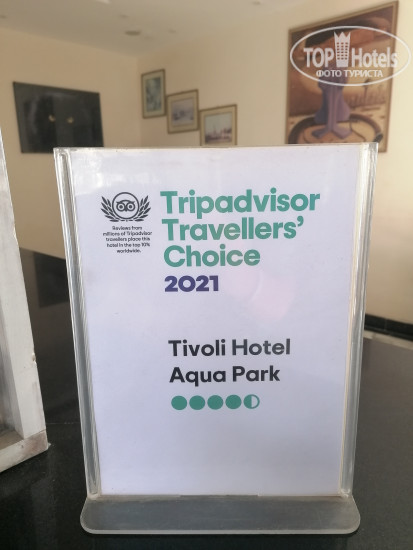 TOP Hotels
ФОТО ТУРИСТА
Reviews from
millions of Tripadvisor
travellers place this
hotel in the top 10%
worldwide.
Tripadvisor
Travellers'
Choice
2021
Tivoli Hotel
Aqua Park